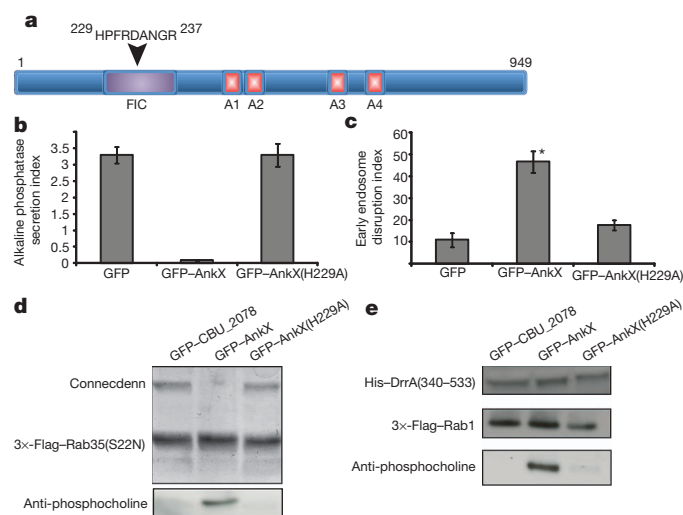 a
229 HPFRDANGR 237
1
949
FIC
A1
A2
A3
A4
b
Alkaline phosphatase
secretion index
3.5
3
2.5
2
1.5
1
0.5
0
GFP
GFP–AnkX
GFP–AnkX(H229A)
c
Early endosome
disruption index
60
50
40
30
20
10
*
GFP
GFP–AnkX
GFP–AnkX(H229A)
d
GFP–CBU_2078
GFP–AnkX
GFP–AnkX(H229A)
Connecdenn
3×-Flag–Rab35(S22N)
Anti-phosphocholine
e
GFP–CBU_2078
GFP–AnkX
GFP–AnkX(H229A)
His–DrrA(340–533)
3×-Flag–Rab1
Anti-phosphocholine